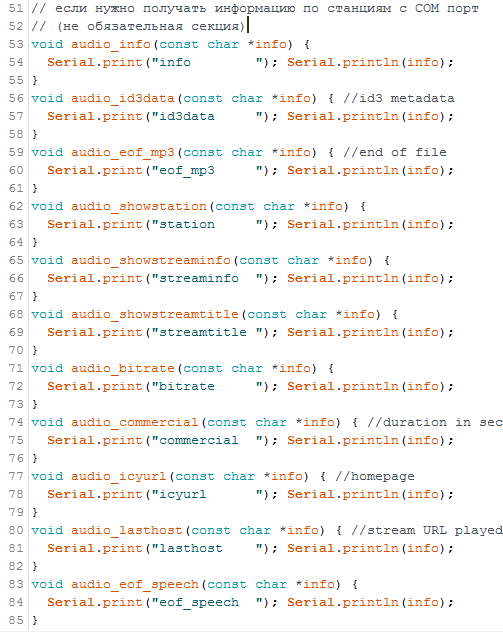 51 // если нужно получать информацию по станциям с COM порт
52 // (не обязательная секция)
53 void audio_info(const char *info) {
54   Serial.print("info        "); Serial.println(info);
55 }
56 void audio_id3data(const char *info) { //id3 metadata
57   Serial.print("id3data     "); Serial.println(info);
58 }
59 void audio_eof_mp3(const char *info) { //end of file
60   Serial.print("eof_mp3     "); Serial.println(info);
61 }
62 void audio_showstation(const char *info) {
63   Serial.print("station     "); Serial.println(info);
64 }
65 void audio_showstreaminfo(const char *info) {
66   Serial.print("streaminfo  "); Serial.println(info);
67 }
68 void audio_showstreamtitle(const char *info) {
69   Serial.print("streamtitle "); Serial.println(info);
70 }
71 void audio_bitrate(const char *info) {
72   Serial.print("bitrate     "); Serial.println(info);
73 }
74 void audio_commercial(const char *info) { //duration in sec
75   Serial.print("commercial  "); Serial.println(info);
76 }
77 void audio_icyurl(const char *info) { //homepage
78   Serial.print("icyurl      "); Serial.println(info);
79 }
80 void audio_lasthost(const char *info) { //stream URL played
81   Serial.print("lasthost    "); Serial.println(info);
82 }
83 void audio_eof_speech(const char *info) {
84   Serial.print("eof_speech  "); Serial.println(info);
85 }